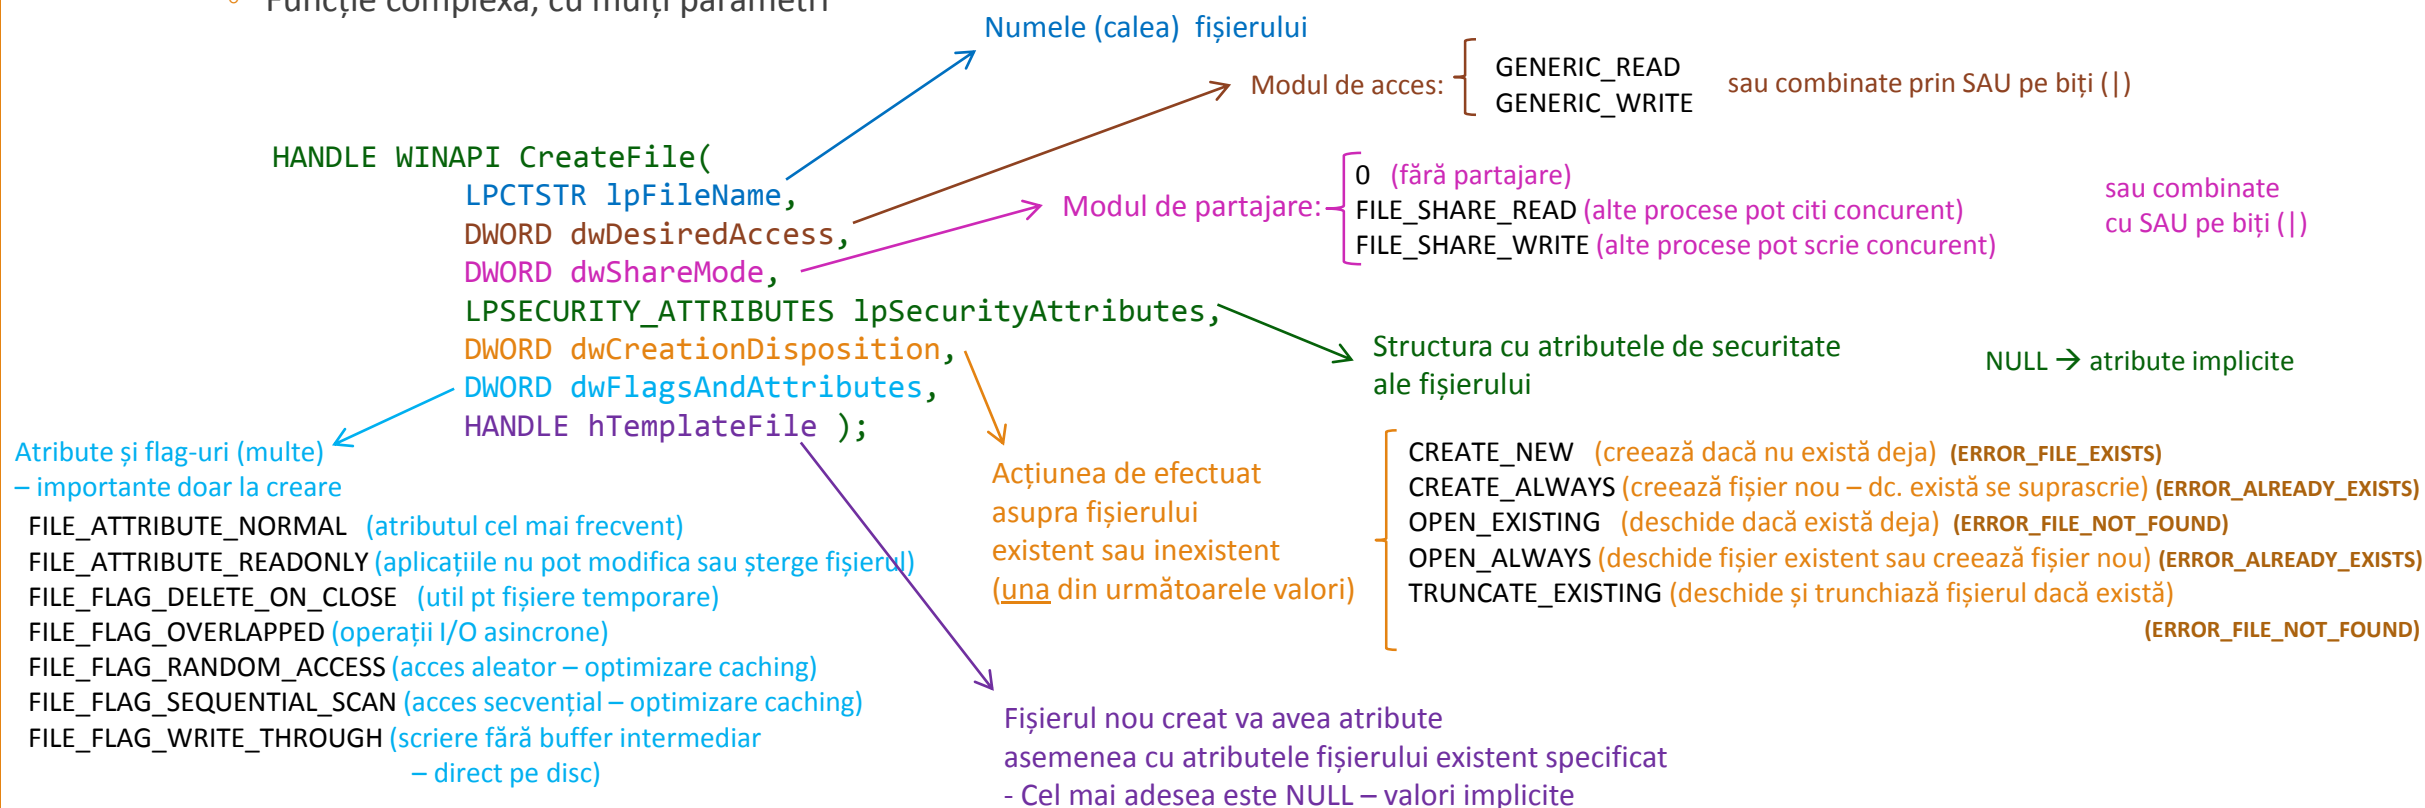 ◦ Funcție complexă, cu mulți parametri
Numele (calea) fișierului
Modul de acces:
GENERIC_READ
GENERIC_WRITE
sau combinate prin SAU pe biți (|)
HANDLE WINAPI CreateFile(
LPCTSTR lpFileName,
DWORD dwDesiredAccess,
DWORD dwShareMode,
LPSECURITY_ATTRIBUTES lpSecurityAttributes,
DWORD dwCreationDisposition,
DWORD dwFlagsAndAttributes,
HANDLE hTemplateFile );
Modul de partajare:
0 (fără partajare)
FILE_SHARE_READ (alte procese pot citi concurent)
FILE_SHARE_WRITE (alte procese pot scrie concurent)
sau combinate
cu SAU pe biți (|)
Structura cu atributele de securitate
ale fișierului
NULL → atribute implicite
Atribute și flag-uri (multe)
– importante doar la creare
FILE_ATTRIBUTE_NORMAL (atributul cel mai frecvent)
FILE_ATTRIBUTE_READONLY (aplicațiile nu pot modifica sau șterge fișierul)
FILE_FLAG_DELETE_ON_CLOSE (util pt fișiere temporare)
FILE_FLAG_OVERLAPPED (operații I/O asincrone)
FILE_FLAG_RANDOM_ACCESS (acces aleator – optimizare caching)
FILE_FLAG_SEQUENTIAL_SCAN (acces secvențial – optimizare caching)
FILE_FLAG_WRITE_THROUGH (scriere fără buffer intermediar
– direct pe disc)
Acțiunea de efectuat
asupra fișierului
existent sau inexistent
(una din următoarele valori)
CREATE_NEW (creează dacă nu există deja) (ERROR_FILE_EXISTS)
CREATE_ALWAYS (creează fișier nou – dc. există se suprascrie) (ERROR_ALREADY_EXISTS)
OPEN_EXISTING (deschide dacă există deja) (ERROR_FILE_NOT_FOUND)
OPEN_ALWAYS (deschide fișier existent sau creează fișier nou) (ERROR_ALREADY_EXISTS)
TRUNCATE_EXISTING (deschide și trunchiază fișierul dacă există)
(ERROR_FILE_NOT_FOUND)
Fișierul nou creat va avea atribute
asemenea cu atributele fișierului existent specificat
- Cel mai adesea este NULL – valori implicite